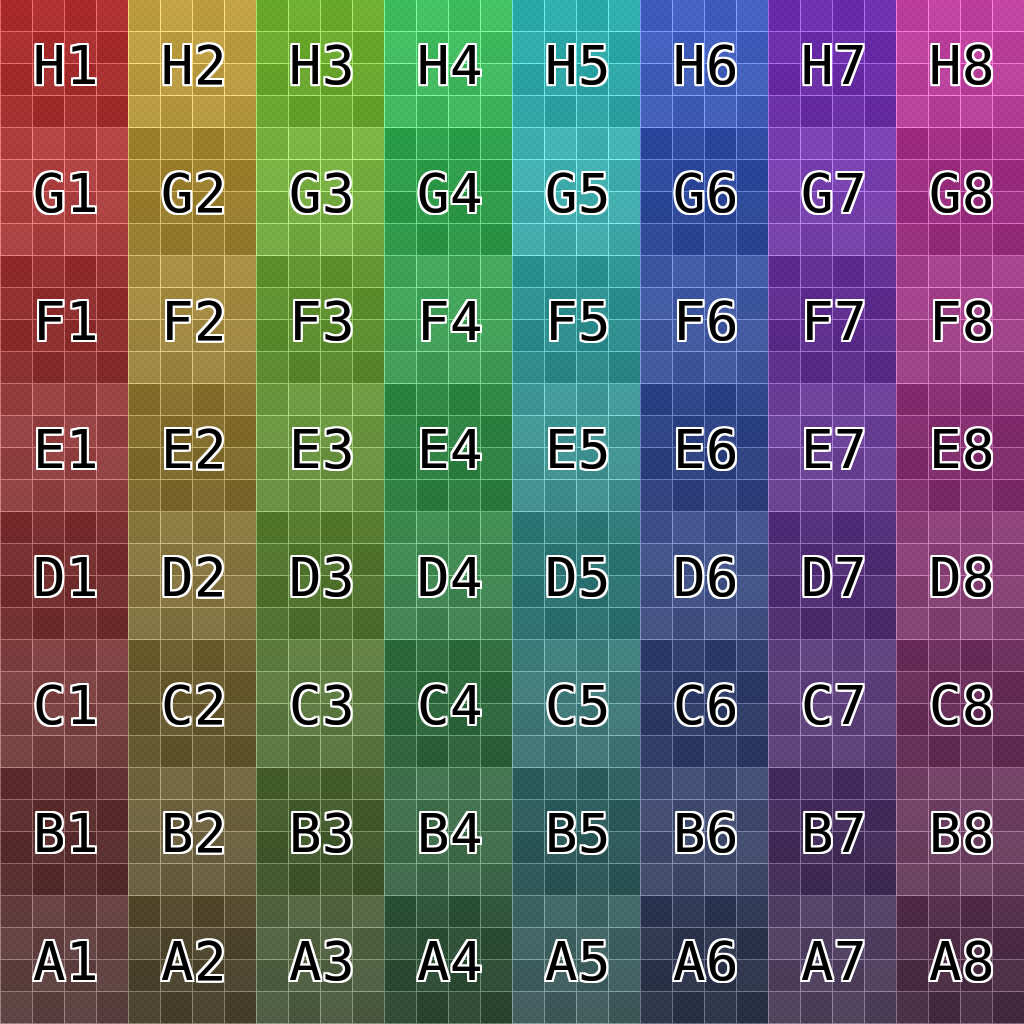 H1 H2 H3 H4 H5 H6 H7 H8
G1 G2 G3 G4 G5 G6 G7 G8
F1 F2 F3 F4 F5 F6 F7 F8
E1 E2 E3 E4 E5 E6 E7 E8
D1 D2 D3 D4 D5 D6 D7 D8
C1 C2 C3 C4 C5 C6 C7 C8
B1 B2 B3 B4 B5 B6 B7 B8
A1 A2 A3 A4 A5 A6 A7 A8